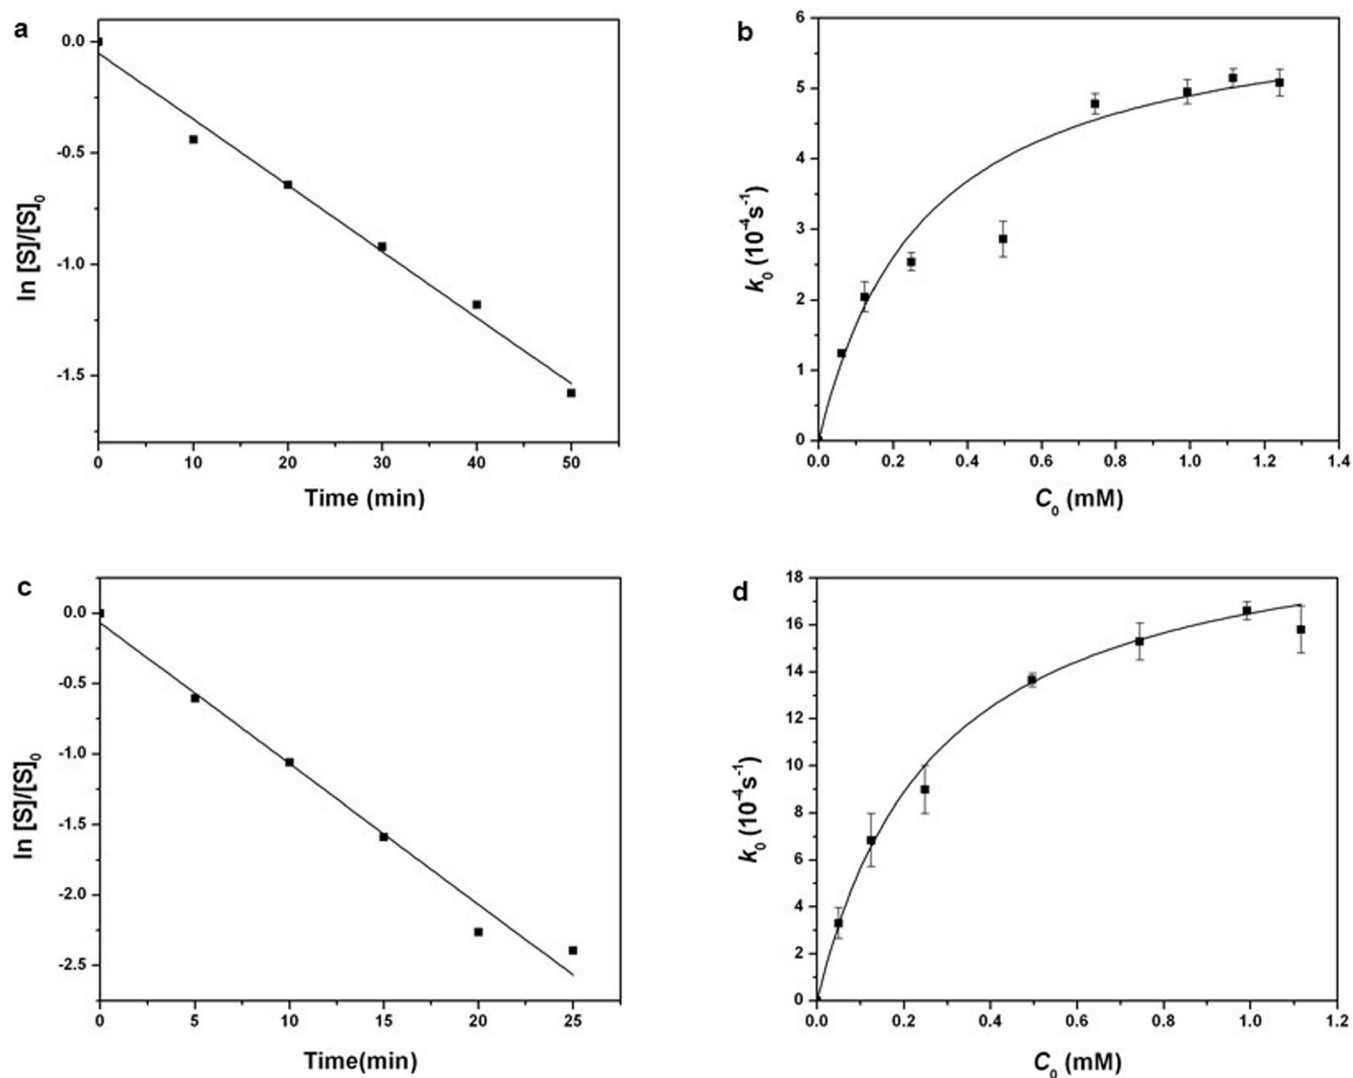 a
0.0
-0.5
-1.0
-1.5
ln [S]/[S]0
0 10 20 30 40 50
Time (min)
b
6
5
4
3
2
1
0
k0 (10-4s-1)
0.0 0.2 0.4 0.6 0.8 1.0 1.2 1.4
C0 (mM)
c
0.0
-0.5
-1.0
-1.5
-2.0
-2.5
ln [S]/[S]0
0 5 10 15 20 25
Time(min)
d
18
16
14
12
10
8
6
4
2
0
k0 (10-4s-1)
0.0 0.2 0.4 0.6 0.8 1.0 1.2
C0 (mM)